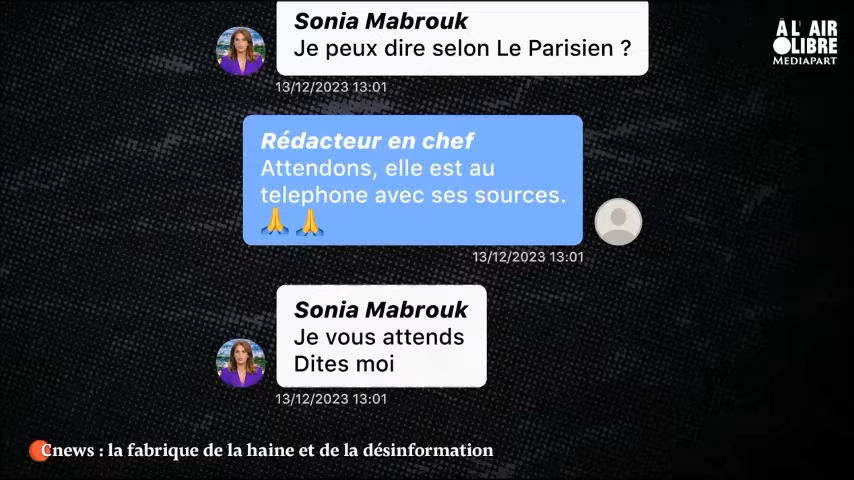 Sonia Mabrouk
Je peux dire selon Le Parisien ?
À L' AIR
LIBRE
MEDIAPART
13/12/2023 13:01
Rédacteur en chef
Attendons, elle est au
telephone avec ses sources.
🙏 🙏
13/12/2023 13:01
Sonia Mabrouk
Je vous attends
Dites moi
13/12/2023 13:01
Cnews : la fabrique de la haine et de la désinformation